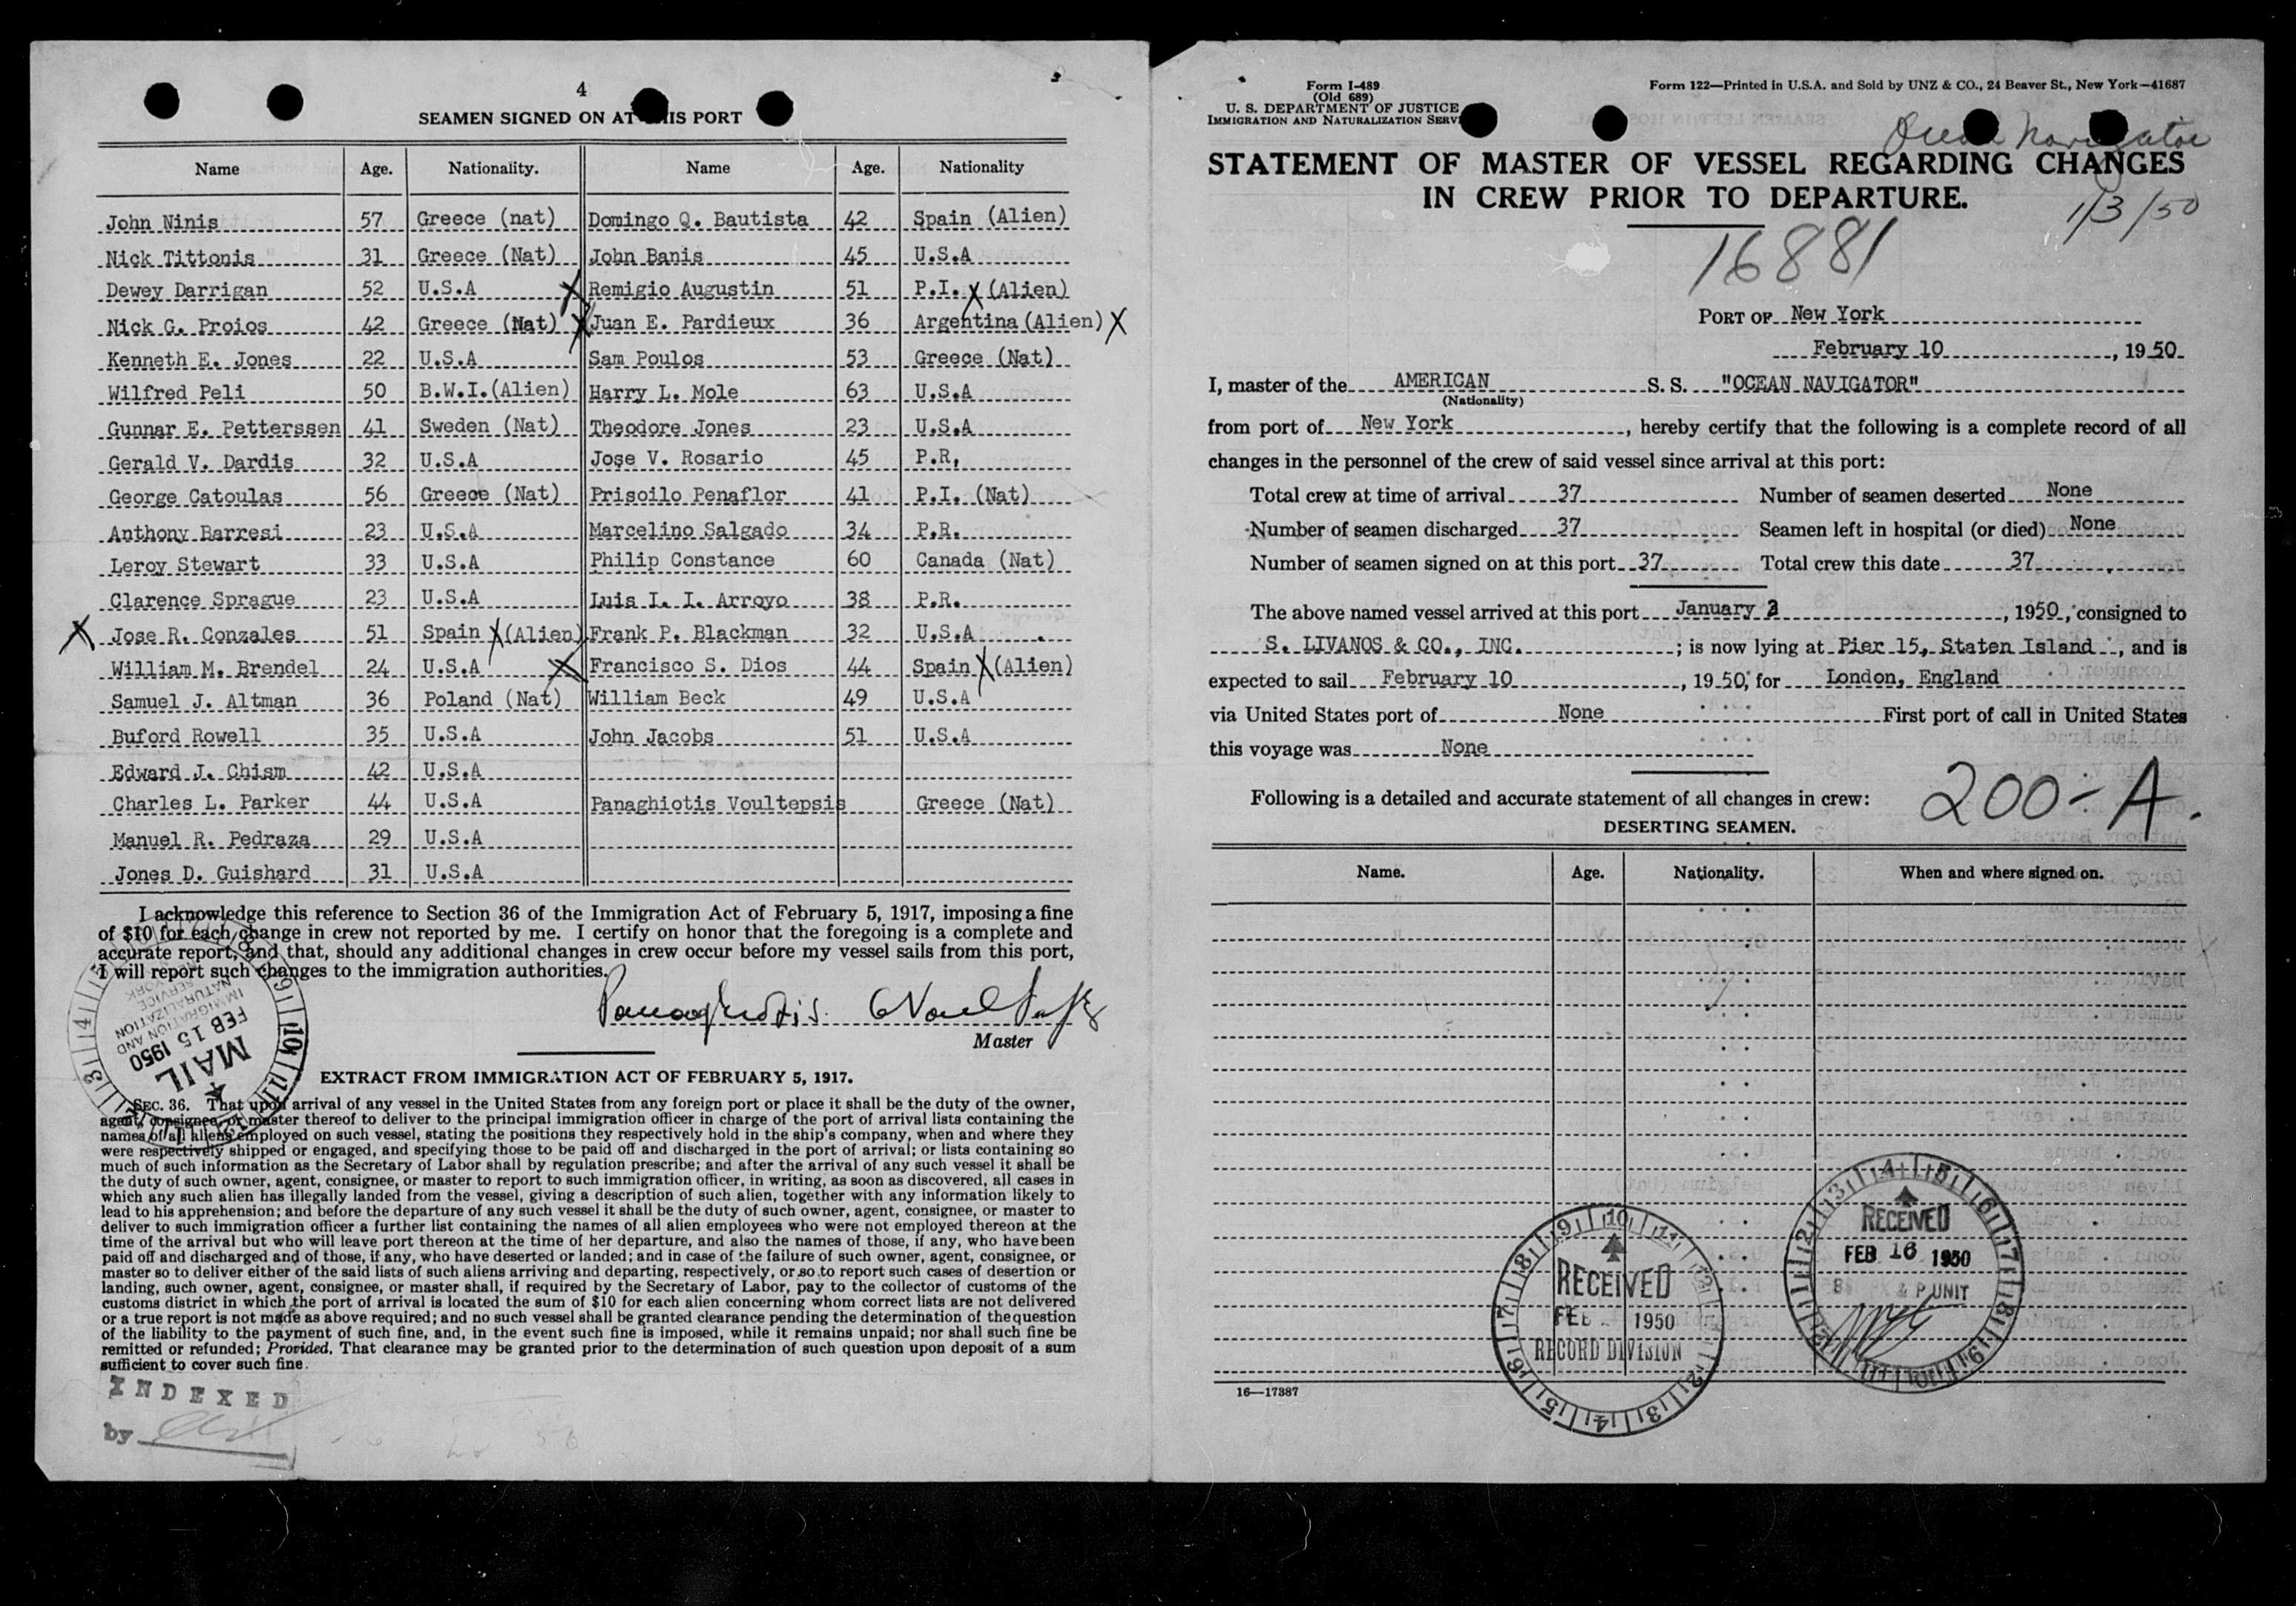 4
SEAMEN SIGNED ON AT THIS PORT
Name Age. Nationality. Name Age. Nationality
John Ninis 57 Greece (nat) Domingo Q. Bautista 42 Spain (Alien)
Nick Tittonis 31 Greece (Nat) John Banis 45 U.S.A
Dewey Darrigan 52 U.S.A X Remigio Augustin 51 P.I. X (Alien)
Nick G. Proios 42 Greece (Nat) X Juan E. Pardieux 36 Argentina (Alien) X
Kenneth E. Jones 22 U.S.A Sam Poulos 53 Greece (Nat)
Wilfred Peli 50 B.W.I.(Alien) Harry L. Mole 63 U.S.A
Gunnar E. Petterssen 41 Sweden (Nat) Theodore Jones 23 U.S.A
Gerald V. Dardis 32 U.S.A Jose V. Rosario 45 P.R,
George Catoulas 56 Greece (Nat) Prisoilo Penaflor 41 P.I. (Nat)
Anthony Barresi 23 U.S.A Marcelino Salgado 34 P.R.
Leroy Stewart 33 U.S.A Philip Constance 60 Canada (Nat)
Clarence Sprague 23 U.S.A Luis I. I. Arroyo 38 P.R.
X Jose R. Gonzales 51 Spain X (Alien) Frank P. Blackman 32 U.S.A
William M. Brendel 24 U.S.A X Francisco S. Dios 44 Spain X (Alien)
Samuel J. Altman 36 Poland (Nat) William Beck 49 U.S.A
Buford Rowell 35 U.S.A John Jacobs 51 U.S.A
Edward J. Chism 42 U.S.A
Charles L. Parker 44 U.S.A Panaghiotis Voultepsis Greece (Nat)
Manuel R. Pedraza 29 U.S.A
Jones D. Guishard 31 U.S.A
I acknowledge this reference to Section 36 of the Immigration Act of February 5, 1917, imposing a fine
of $10 for each change in crew not reported by me. I certify on honor that the foregoing is a complete and
accurate report, and that, should any additional changes in crew occur before my vessel sails from this port,
I will report such changes to the immigration authorities.
Panaghiotis Voultepsis
Master
IMMIGRATION AND NATURALIZATION SERVICE
FEB 15 1950
MAIL
EXTRACT FROM IMMIGRATION ACT OF FEBRUARY 5, 1917.
SEC. 36. That upon arrival of any vessel in the United States from any foreign port or place it shall be the duty of the owner,
agent, consignee, or master thereof to deliver to the principal immigration officer in charge of the port of arrival lists containing the
names of all aliens employed on such vessel, stating the positions they respectively hold in the ship's company, when and where they
were respectively shipped or engaged, and specifying those to be paid off and discharged in the port of arrival; or lists containing so
much of such information as the Secretary of Labor shall by regulation prescribe; and after the arrival of any such vessel it shall be
the duty of such owner, agent, consignee, or master to report to such immigration officer, in writing, as soon as discovered, all cases in
which any such alien has illegally landed from the vessel, giving a description of such alien, together with any information likely to
lead to his apprehension; and before the departure of any such vessel it shall be the duty of such owner, agent, consignee, or master to
deliver to such immigration officer a further list containing the names of all alien employees who were not employed thereon at the
time of the arrival but who will leave port thereon at the time of her departure, and also the names of those, if any, who have been
paid off and discharged and of those, if any, who have deserted or landed; and in case of the failure of such owner, agent, consignee, or
master so to deliver either of the said lists of such aliens arriving and departing, respectively, or so to report such cases of desertion or
landing, such owner, agent, consignee, or master shall, if required by the Secretary of Labor, pay to the collector of customs of the
customs district in which the port of arrival is located the sum of $10 for each alien concerning whom correct lists are not delivered
or a true report is not made as above required; and no such vessel shall be granted clearance pending the determination of the question
of the liability to the payment of such fine, and, in the event such fine is imposed, while it remains unpaid; nor shall such fine be
remitted or refunded; Provided, That clearance may be granted prior to the determination of such question upon deposit of a sum
sufficient to cover such fine.
INDEXED
by
Form I-489
(Old 689)
U. S. DEPARTMENT OF JUSTICE
IMMIGRATION AND NATURALIZATION SERVICE
Form 122—Printed in U.S.A. and Sold by UNZ & CO., 24 Beaver St., New York—41687
Ocean Navigator
STATEMENT OF MASTER OF VESSEL REGARDING CHANGES
IN CREW PRIOR TO DEPARTURE.
1/3/50
16881
PORT OF New York
February 10, 1950
I, master of the AMERICAN S. S. "OCEAN NAVIGATOR"
(Nationality)
from port of New York, hereby certify that the following is a complete record of all
changes in the personnel of the crew of said vessel since arrival at this port:
Total crew at time of arrival 37 Number of seamen deserted None
Number of seamen discharged 37 Seamen left in hospital (or died) None
Number of seamen signed on at this port 37 Total crew this date 37
The above named vessel arrived at this port January 3, 1950, consigned to
S. LIVANOS & CO., INC.; is now lying at Pier 15, Staten Island, and is
expected to sail February 10, 1950, for London, England
via United States port of None First port of call in United States
this voyage was None
Following is a detailed and accurate statement of all changes in crew:
200-A.
DESERTING SEAMEN.
Name. Age. Nationality. When and where signed on.
RECEIVED
FEB 1950
RECORD DIVISION
RECEIVED
FEB 16 1950
P UNIT
16—17387